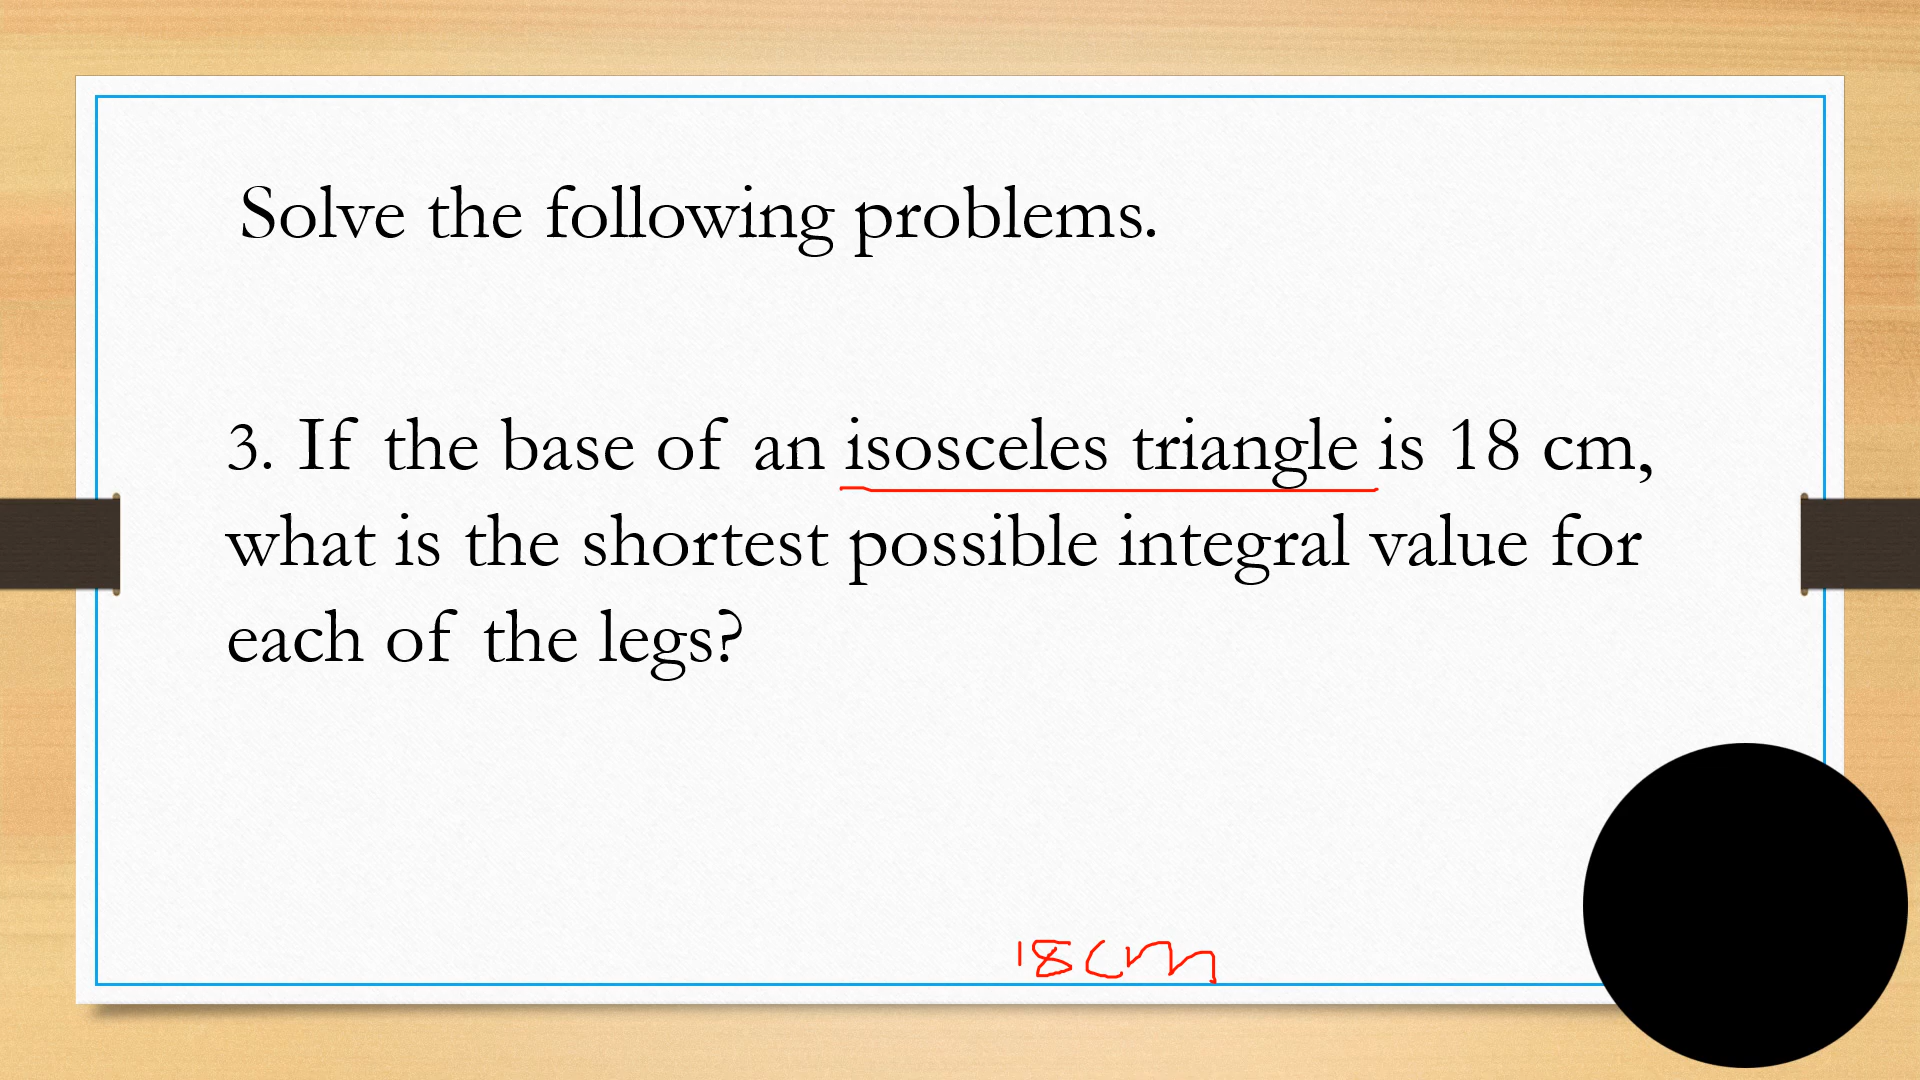 Solve the following problems.
3. If the base of an isosceles triangle is 18 cm,
what is the shortest possible integral value for
each of the legs?
18cm